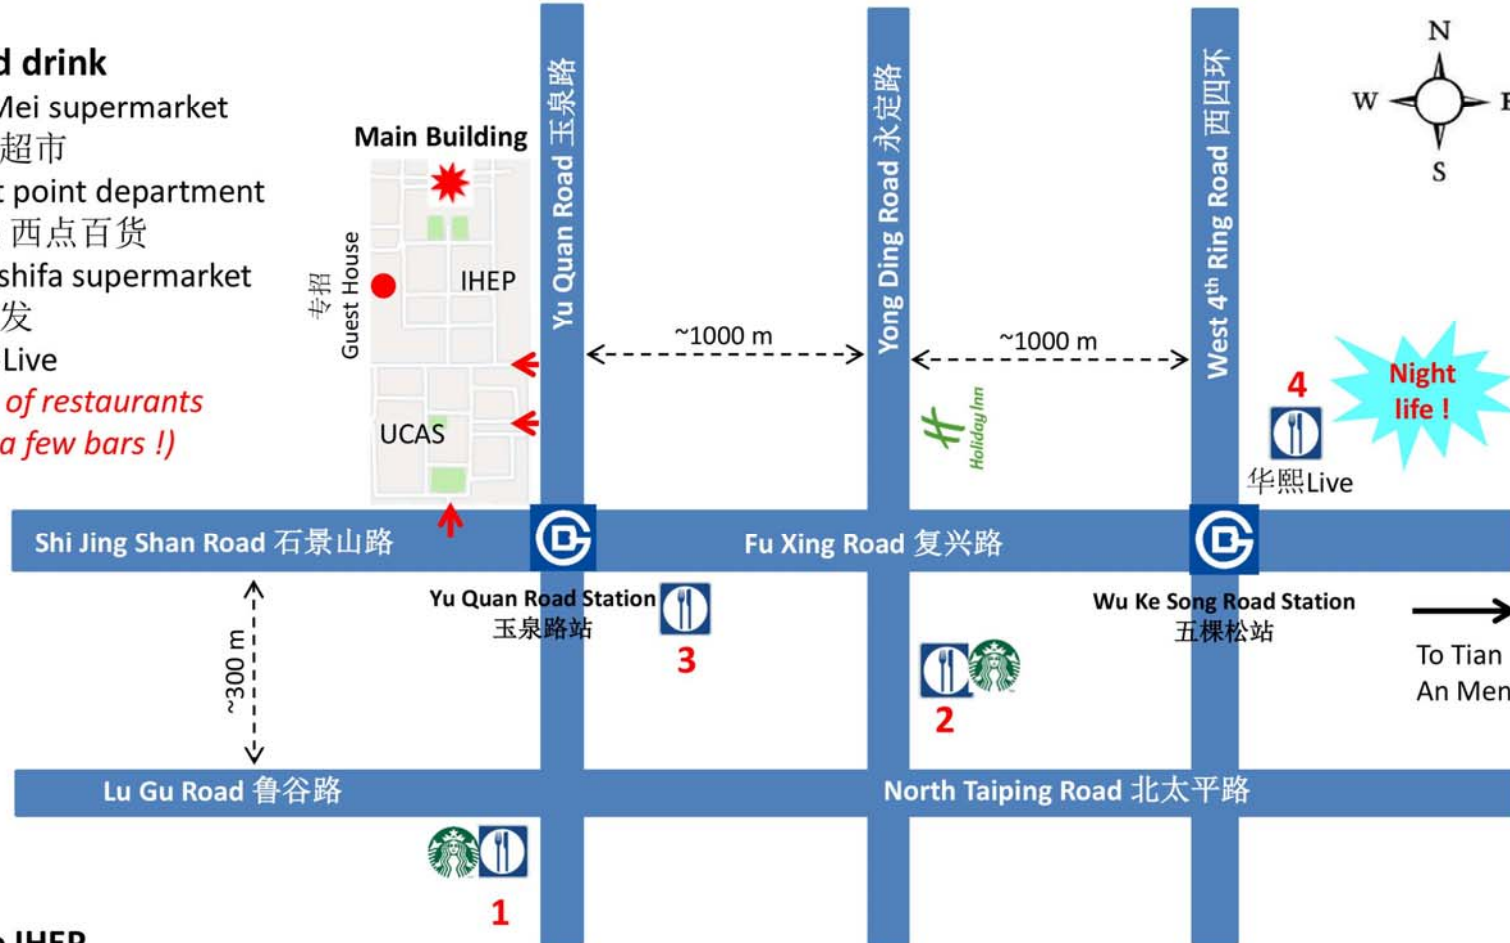 d drink
Mei supermarket
超市
t point department
西点百货
shifa supermarket
发
Live
of restaurants
a few bars !)
Main Building
专招
Guest House
IHEP
UCAS
Yu Quan Road 玉泉路
~1000 m
Yong Ding Road 永定路
~1000 m
West 4th Ring Road 西四环
N
W
E
S
Holiday Inn
Night
life !
4
华熙Live
Shi Jing Shan Road 石景山路
Fu Xing Road 复兴路
Yu Quan Road Station
玉泉路站
3
Wu Ke Song Road Station
五棵松站
2
To Tian
An Men
~300 m
Lu Gu Road 鲁谷路
North Taiping Road 北太平路
1
IHEP